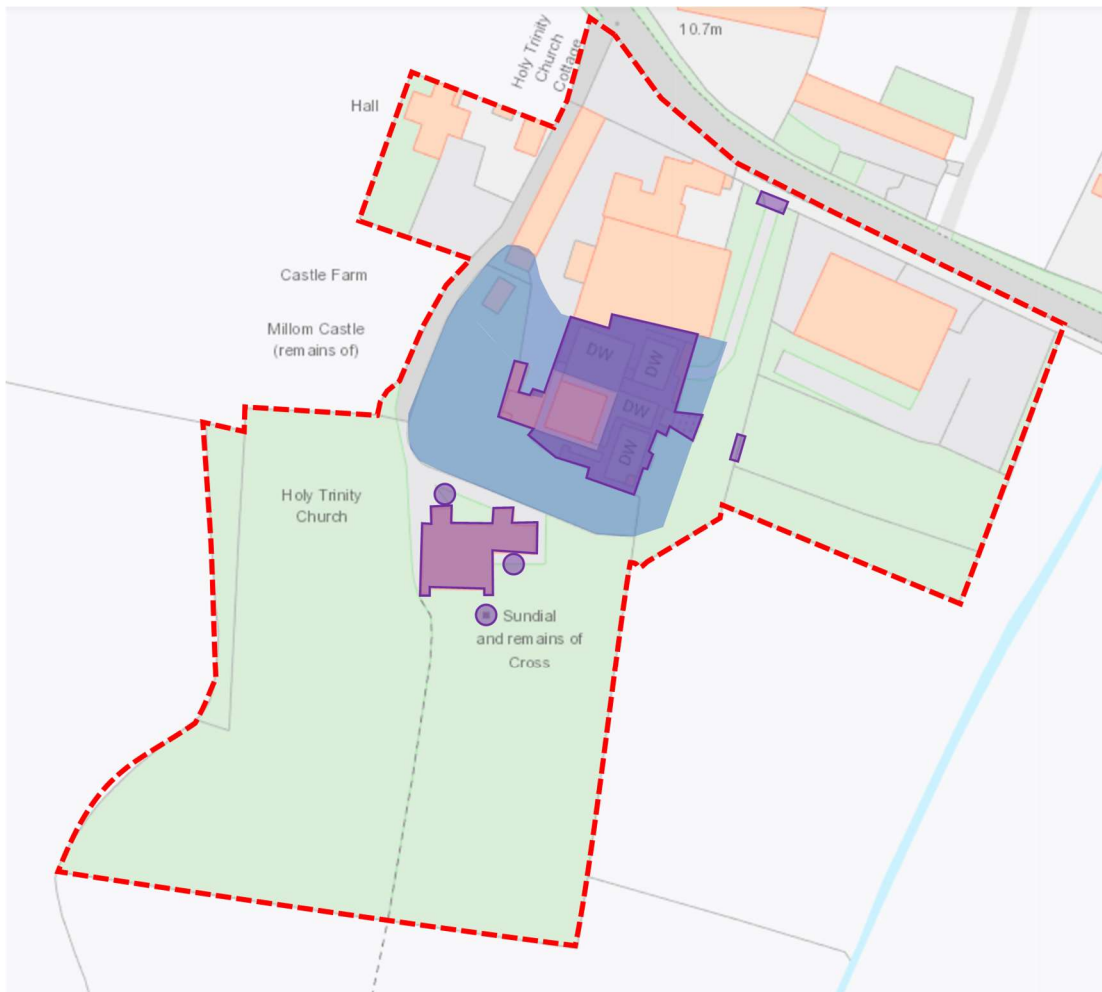 10.7m
Holy Trinity
Church
Cottage
Hall
Castle Farm
Millom Castle
(remains of)
DW
DW
DW
DW
Holy Trinity
Church
Sundial
and remains of
Cross